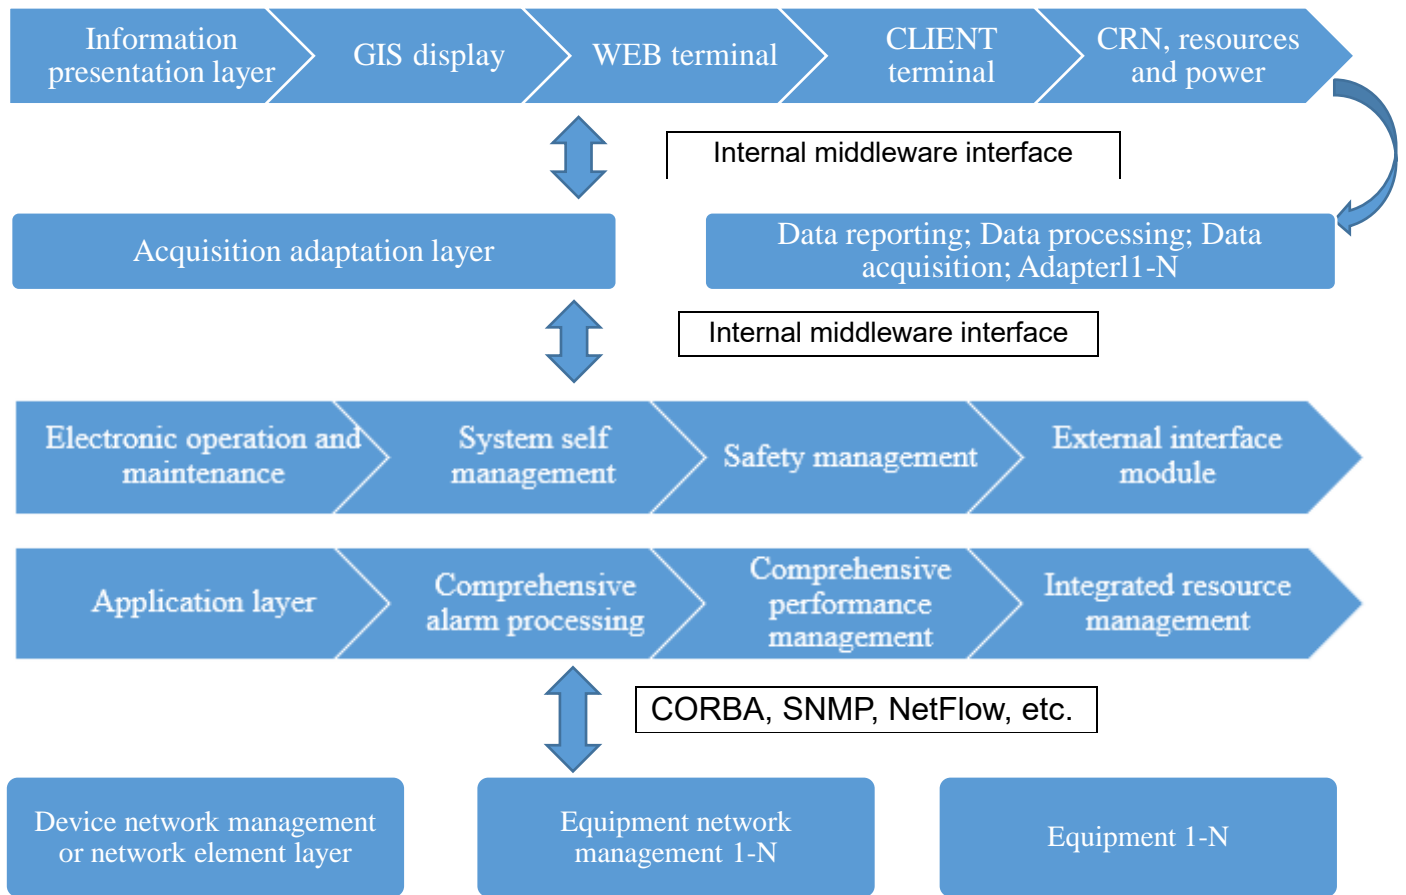 Information
presentation layer
GIS display
WEB terminal
CLIENT
terminal
CRN, resources
and power
Internal middleware interface
Acquisition adaptation layer
Data reporting; Data processing; Data
acquisition; Adapterl1-N
Internal middleware interface
Electronic operation and
maintenance
System self
management
Safety management
External interface
module
Application layer
Comprehensive
alarm processing
Comprehensive
performance
management
Integrated resource
management
CORBA, SNMP, NetFlow, etc.
Device network management
or network element layer
Equipment network
management 1-N
Equipment 1-N